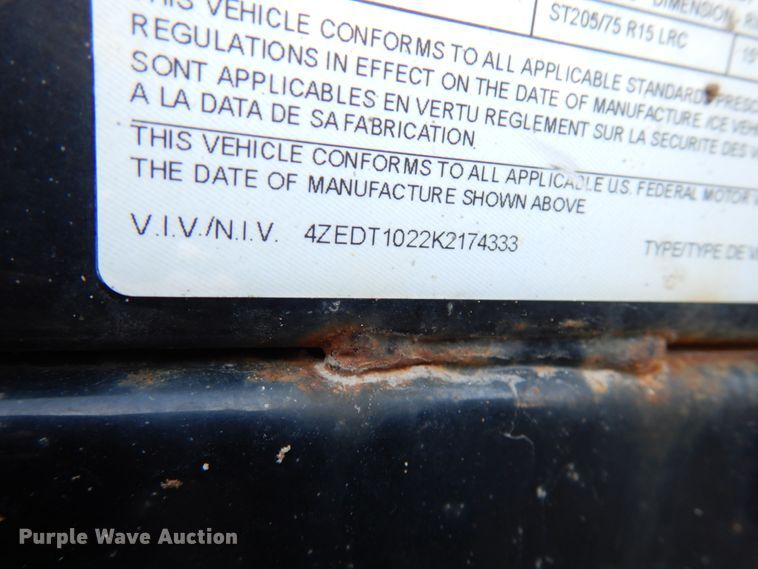 DIMENSION
ST205/75 R15 LRC
THIS VEHICLE CONFORMS TO ALL APPLICABLE STANDARDS
REGULATIONS IN EFFECT ON THE DATE OF MANUFACTURE /CE
SONT APPLICABLES EN VERTU REGLEMENT SUR LA SECURITE DES
A LA DATA DE SA FABRICATION.
THIS VEHICLE CONFORMS TO ALL APPLICABLE U.S. FEDERAL MOTOR
THE DATE OF MANUFACTURE SHOWN ABOVE
V.I.V./N.I.V. 4ZEDT1022K2174333 TYPE/TYPE DE
Purple Wave Auction